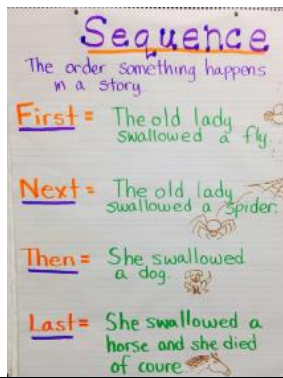 Sequence
The order something happens
in a story.
First = The old lady
swallowed a fly.
Next = The old lady
swallowed a spider.
Then = She swallowed
a dog.
Last = She swallowed a
horse and she died
of coure